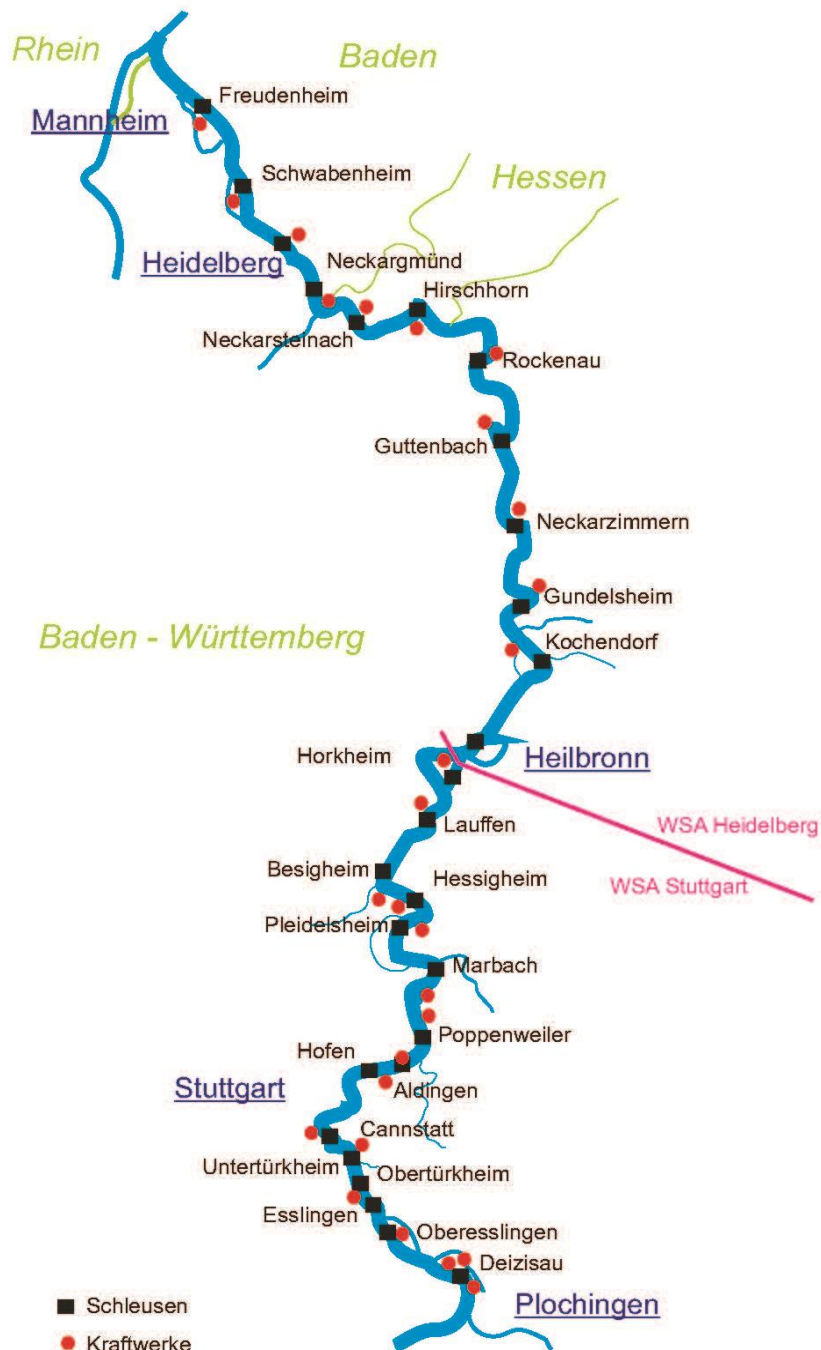 Rhein
Baden
Freudenheim
Mannheim
Schwabenheim
Hessen
Heidelberg
Neckargmünd
Hirschhorn
Neckarsteinach
Rockenau
Guttenbach
Neckarzimmern
Gundelsheim
Baden - Württemberg
Kochendorf
Horkheim
Heilbronn
WSA Heidelberg
Lauffen
WSA Stuttgart
Besigheim
Hessigheim
Pleidelsheim
Marbach
Poppenweiler
Hofen
Stuttgart
Aldingen
Cannstatt
Untertürkheim
Obertürkheim
Esslingen
Oberesslingen
Deizisau
Schleusen
Plochingen
Kraftwerke